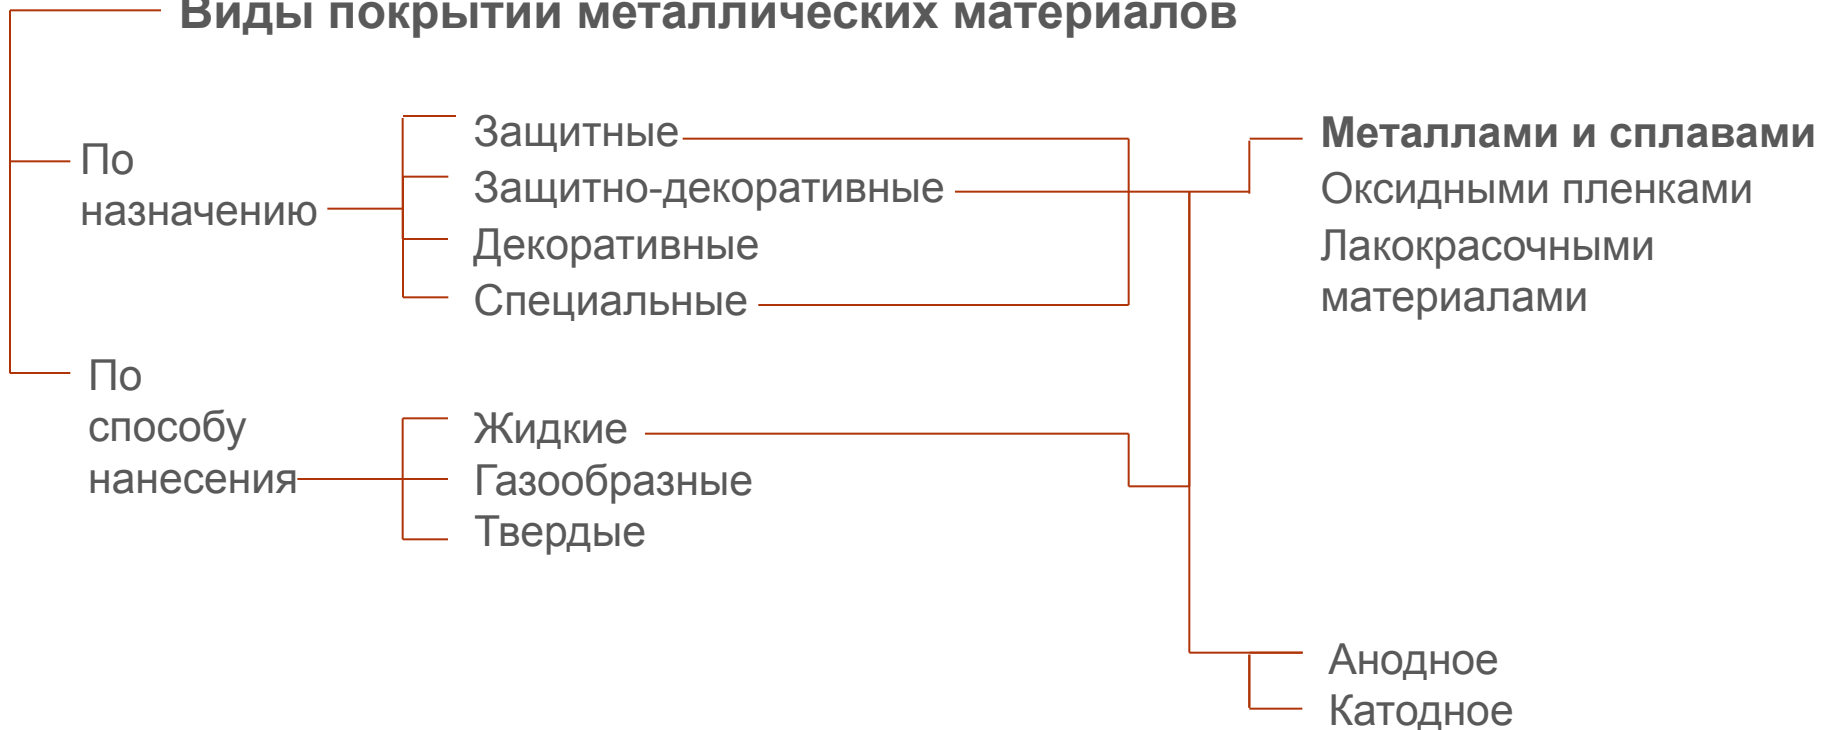 Виды покрытий металлических материалов
По
назначению
Защитные
Защитно-декоративные
Декоративные
Специальные
Металлами и сплавами
Оксидными пленками
Лакокрасочными
материалами
По
способу
нанесения
Жидкие
Газообразные
Твердые
Анодное
Катодное